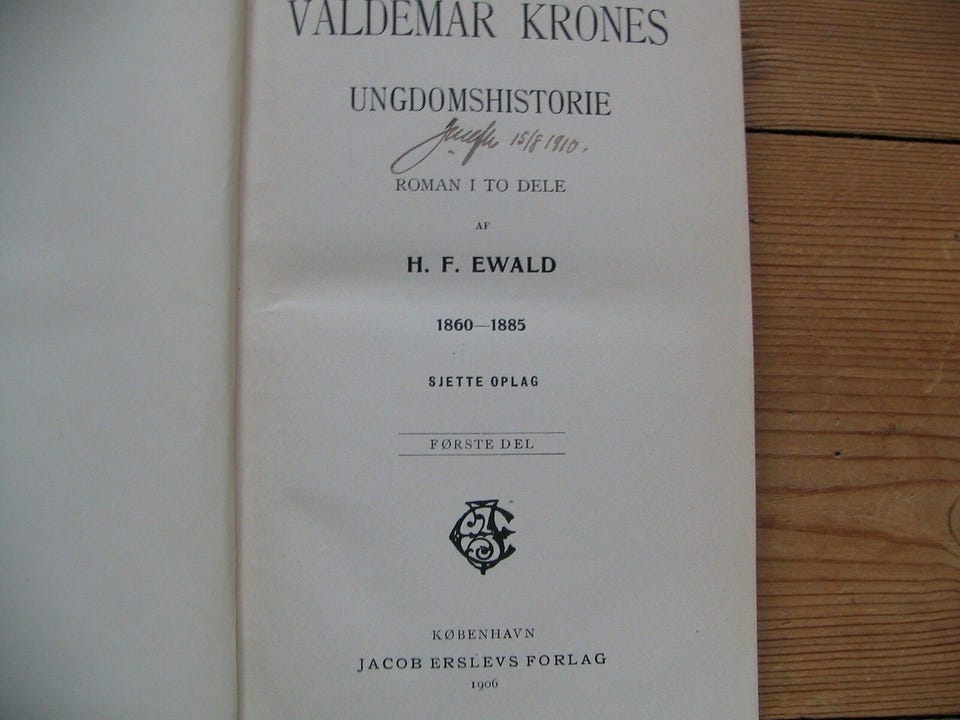 VALDEMAR KRONES
UNGDOMSHISTORIE
15/8 1910.
ROMAN I TO DELE
AF
H. F. EWALD
1860—1885
SJETTE OPLAG
FØRSTE DEL
KØBENHAVN
JACOB ERSLEVS FORLAG
1906